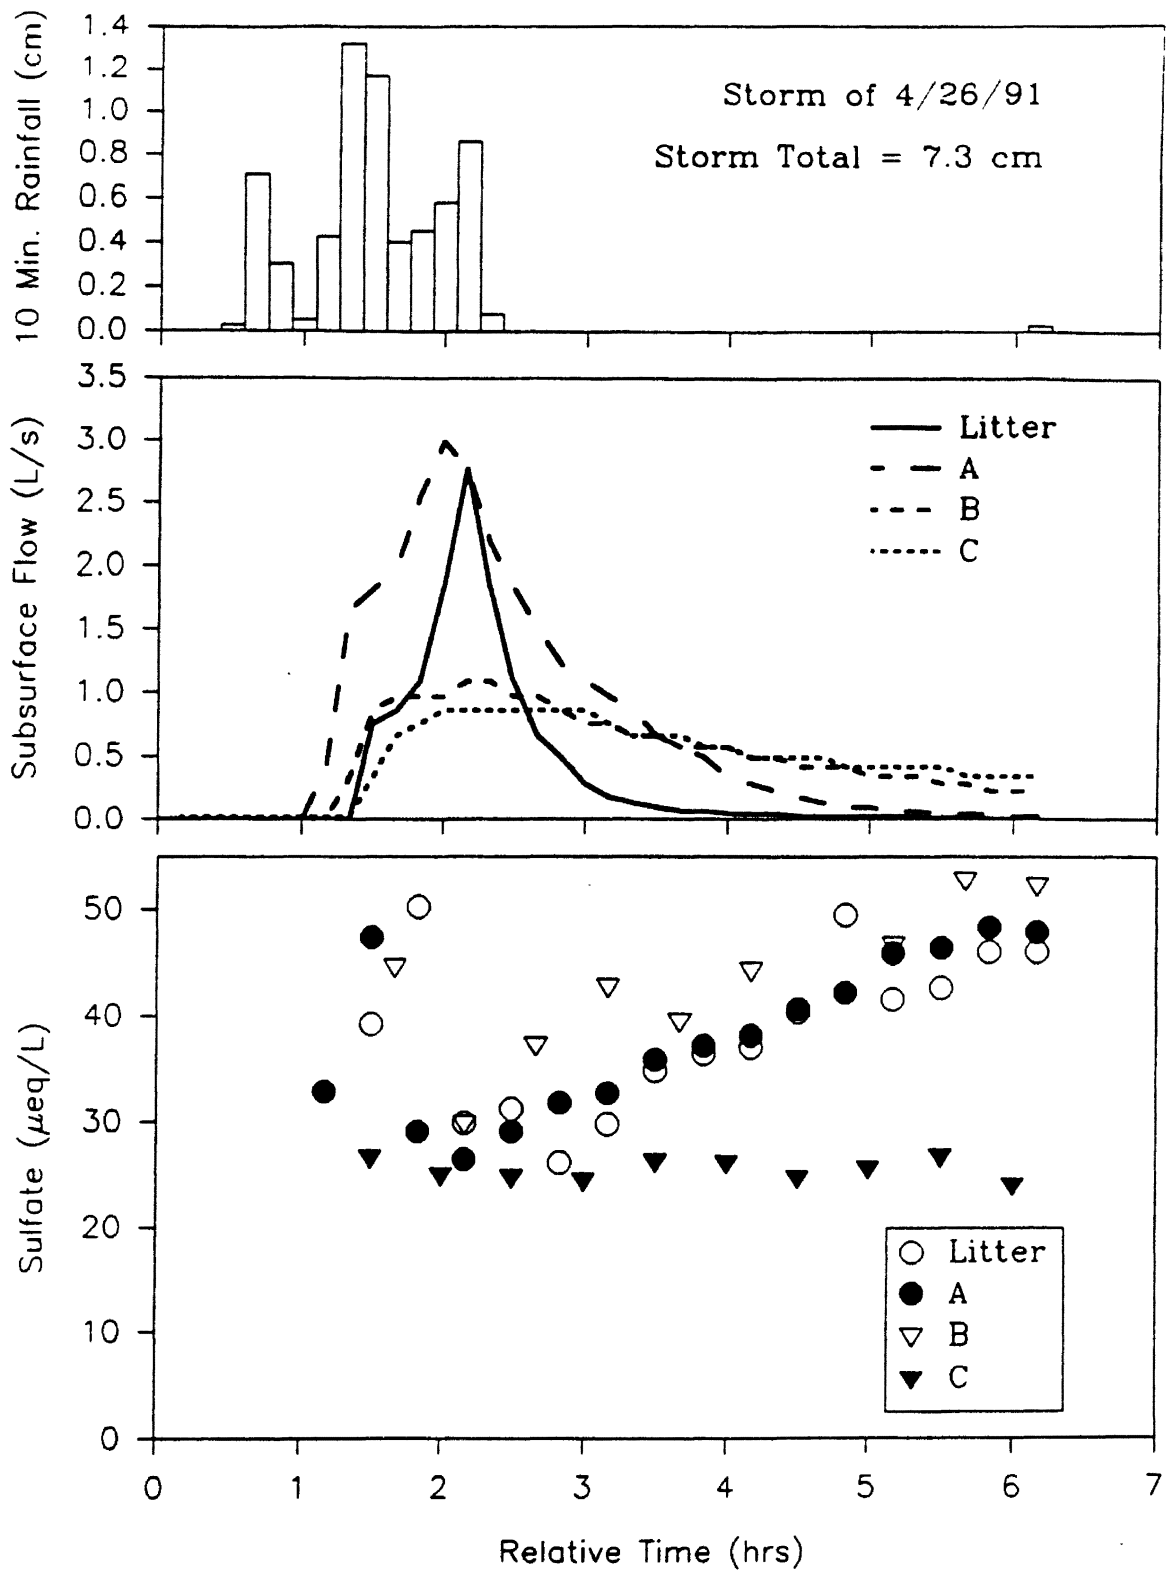 10 Min. Rainfall (cm)
1.4
1.2
1.0
0.8
0.6
0.4
0.2
0.0
Storm of 4/26/91
Storm Total = 7.3 cm
Subsurface Flow (L/s)
3.5
3.0
2.5
2.0
1.5
1.0
0.5
0.0
Litter
A
B
C
Sulfate (μeq/L)
50
40
30
20
10
0
Litter
A
B
C
0 1 2 3 4 5 6 7
Relative Time (hrs)